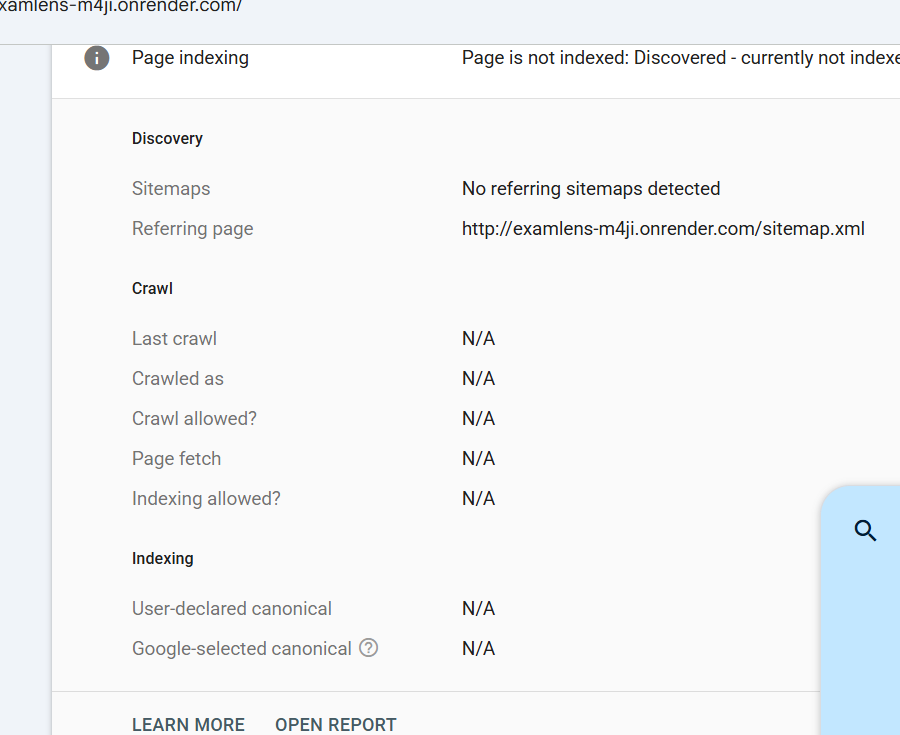 xamlens-m4ji.onrender.com/
Page indexing Page is not indexed: Discovered - currently not indexe
Discovery
Sitemaps No referring sitemaps detected
Referring page http://examlens-m4ji.onrender.com/sitemap.xml
Crawl
Last crawl N/A
Crawled as N/A
Crawl allowed? N/A
Page fetch N/A
Indexing allowed? N/A
Indexing
User-declared canonical N/A
Google-selected canonical N/A
LEARN MORE OPEN REPORT